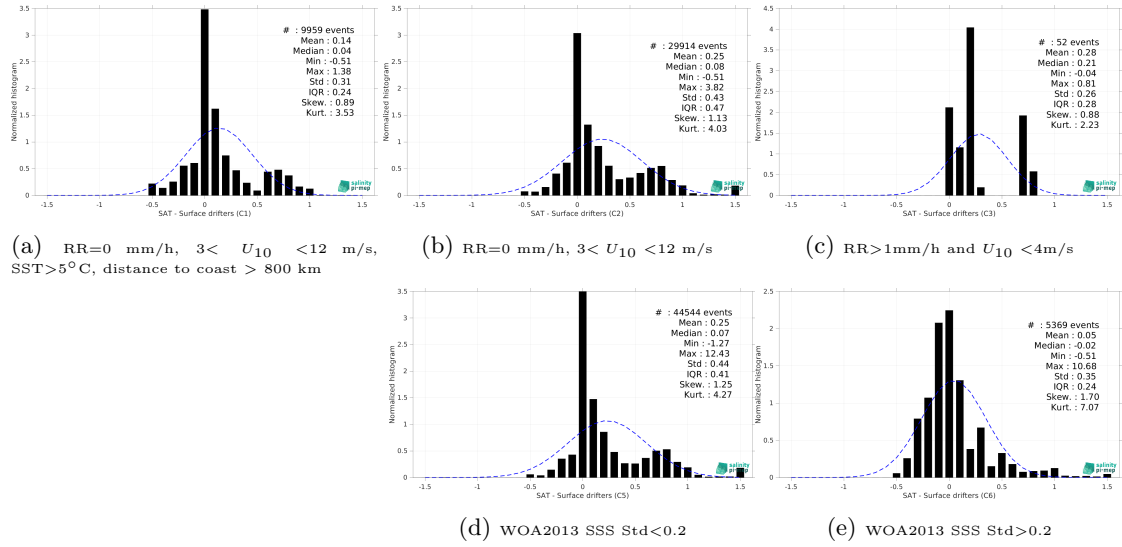 3.5
3
2.5
2
1.5
1
0.5
0
-1.5
-1
-0.5
0
0.5
1
1.5
Normalized histogram
# : 9959 events
Mean : 0.14
Median : 0.04
Min : -0.51
Max : 1.38
Std : 0.31
IQR : 0.24
Skew. : 0.89
Kurt. : 3.53
salinity
pi-mep
SAT - Surface drifters (C1)
(a) RR=0 mm/h, 3< U10 <12 m/s,
SST>5°C, distance to coast > 800 km
3.5
3
2.5
2
1.5
1
0.5
0
-1.5
-1
-0.5
0
0.5
1
1.5
Normalized histogram
# : 29914 events
Mean : 0.25
Median : 0.08
Min : -0.51
Max : 3.82
Std : 0.43
IQR : 0.47
Skew. : 1.13
Kurt. : 4.03
salinity
pi-mep
SAT - Surface drifters (C2)
(b) RR=0 mm/h, 3< U10 <12 m/s
4.5
4
3.5
3
2.5
2
1.5
1
0.5
0
-1.5
-1
-0.5
0
0.5
1
1.5
Normalized histogram
# : 52 events
Mean : 0.28
Median : 0.21
Min : -0.04
Max : 0.81
Std : 0.26
IQR : 0.28
Skew. : 0.88
Kurt. : 2.23
salinity
pi-mep
SAT - Surface drifters (C3)
(c) RR>1mm/h and U10 <4m/s
3.5
3
2.5
2
1.5
1
0.5
0
-1.5
-1
-0.5
0
0.5
1
1.5
Normalized histogram
# : 44544 events
Mean : 0.25
Median : 0.07
Min : -1.27
Max : 12.43
Std : 0.44
IQR : 0.41
Skew. : 1.25
Kurt. : 4.27
salinity
pi-mep
SAT - Surface drifters (C5)
(d) WOA2013 SSS Std<0.2
2.5
2
1.5
1
0.5
0
-1.5
-1
-0.5
0
0.5
1
1.5
Normalized histogram
# : 5369 events
Mean : 0.05
Median : -0.02
Min : -0.51
Max : 10.68
Std : 0.35
IQR : 0.24
Skew. : 1.70
Kurt. : 7.07
salinity
pi-mep
SAT - Surface drifters (C6)
(e) WOA2013 SSS Std>0.2